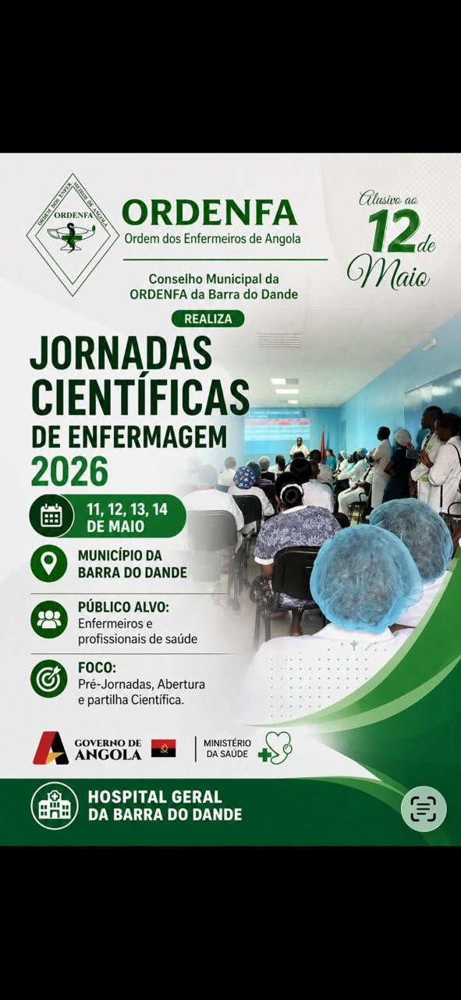 ORDEM DOS ENFERMEIROS DE ANGOLA
ORDENFA
ORDENFA
Ordem dos Enfermeiros de Angola
Alusivo ao
12 de
Maio
Conselho Municipal da
ORDENFA da Barra do Dande
REALIZA
JORNADAS
CIENTÍFICAS
DE ENFERMAGEM
2026
11, 12, 13, 14
DE MAIO
MUNICÍPIO DA
BARRA DO DANDE
PÚBLICO ALVO:
Enfermeiros e
profissionais de saúde
FOCO:
Pré-Jornadas, Abertura
e partilha Científica.
GOVERNO DE
ANGOLA
MINISTÉRIO
DA SAÚDE
HOSPITAL GERAL
DA BARRA DO DANDE